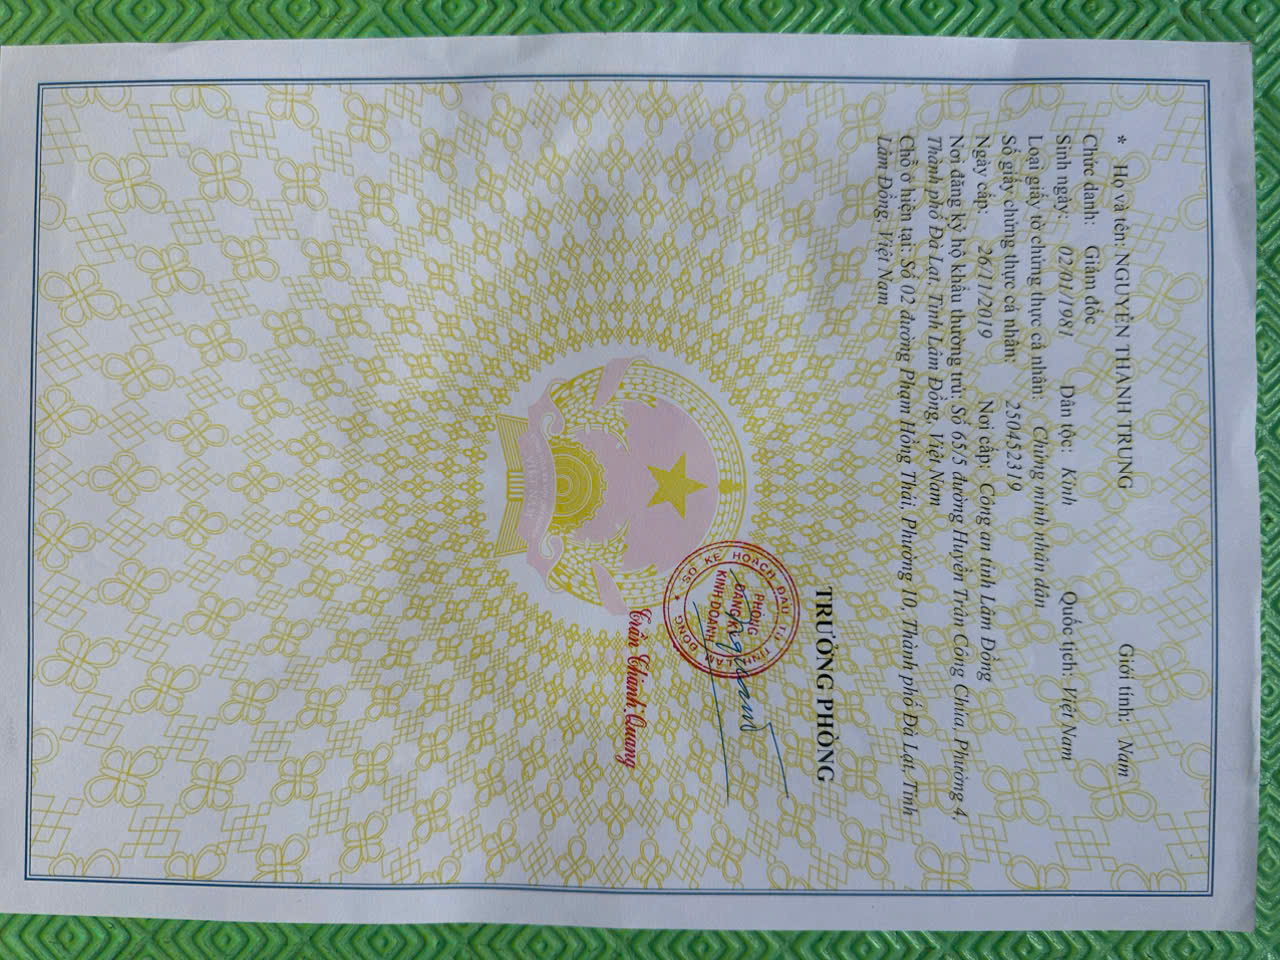 * Họ và tên: NGUYỄN THANH TRUNG Giới tính: Nam
Chức danh: Giám đốc
Sinh ngày: 02/01/1981 Dân tộc: Kinh Quốc tịch: Việt Nam
Loại giấy tờ chứng thực cá nhân: Chứng minh nhân dân
Số giấy chứng thực cá nhân: 250452319
Ngày cấp: 26/11/2019 Nơi cấp: Công an tỉnh Lâm Đồng
Nơi đăng ký hộ khẩu thường trú: Số 65/5 đường Huyền Trân Công Chúa, Phường 4,
Thành phố Đà Lạt, Tỉnh Lâm Đồng, Việt Nam
Chỗ ở hiện tại: Số 02 đường Phạm Hồng Thái, Phường 10, Thành phố Đà Lạt, Tỉnh
Lâm Đồng, Việt Nam
TRƯỞNG PHÒNG
SỞ KẾ HOẠCH ĐẦU TƯ TỈNH LÂM ĐỒNG
PHÒNG
ĐĂNG KÝ
KINH DOANH
Trần Thanh Quang
VIỆT NAM